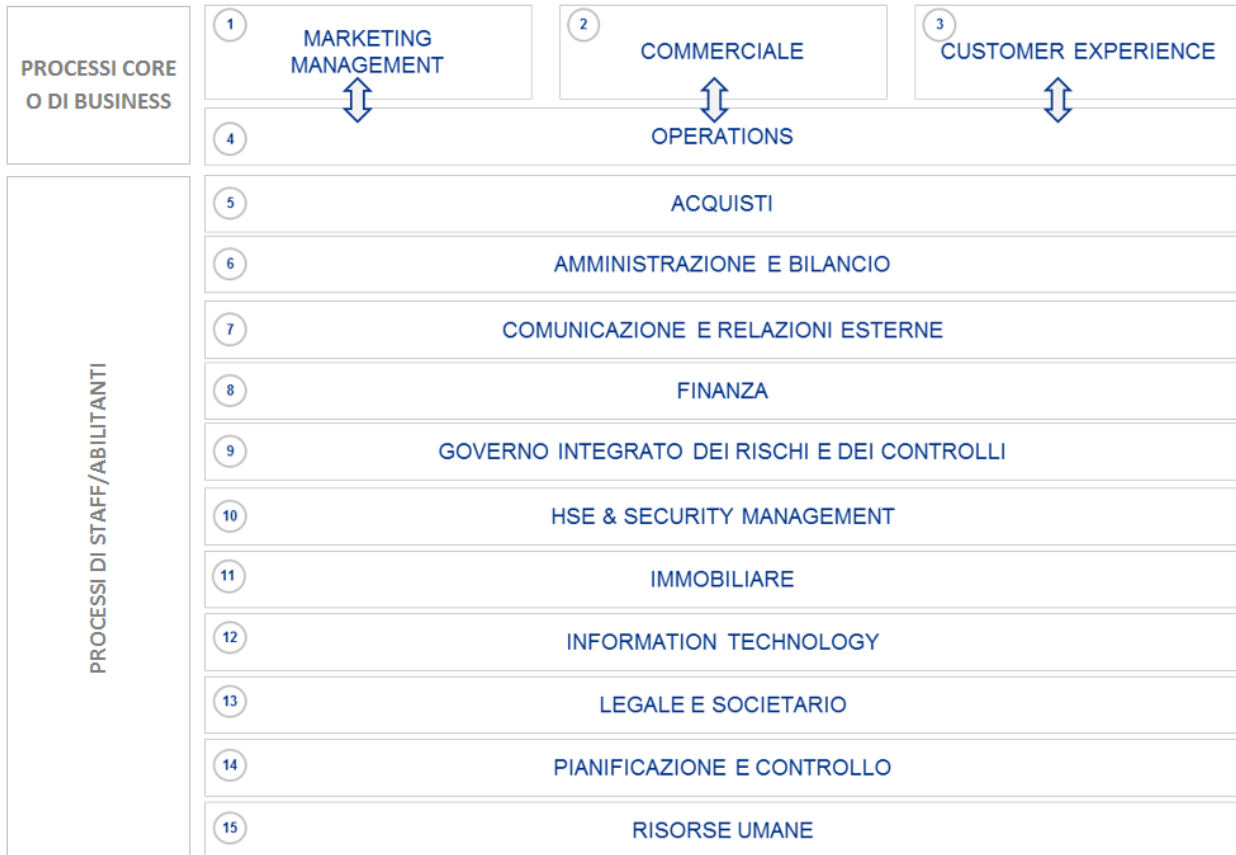 PROCESSI CORE
O DI BUSINESS
1
MARKETING
MANAGEMENT
2
COMMERCIALE
3
CUSTOMER EXPERIENCE
4
OPERATIONS
PROCESSI DI STAFF/ABILITANTI
5
ACQUISTI
6
AMMINISTRAZIONE E BILANCIO
7
COMUNICAZIONE E RELAZIONI ESTERNE
8
FINANZA
9
GOVERNO INTEGRATO DEI RISCHI E DEI CONTROLLI
10
HSE & SECURITY MANAGEMENT
11
IMMOBILIARE
12
INFORMATION TECHNOLOGY
13
LEGALE E SOCIETARIO
14
PIANIFICAZIONE E CONTROLLO
15
RISORSE UMANE